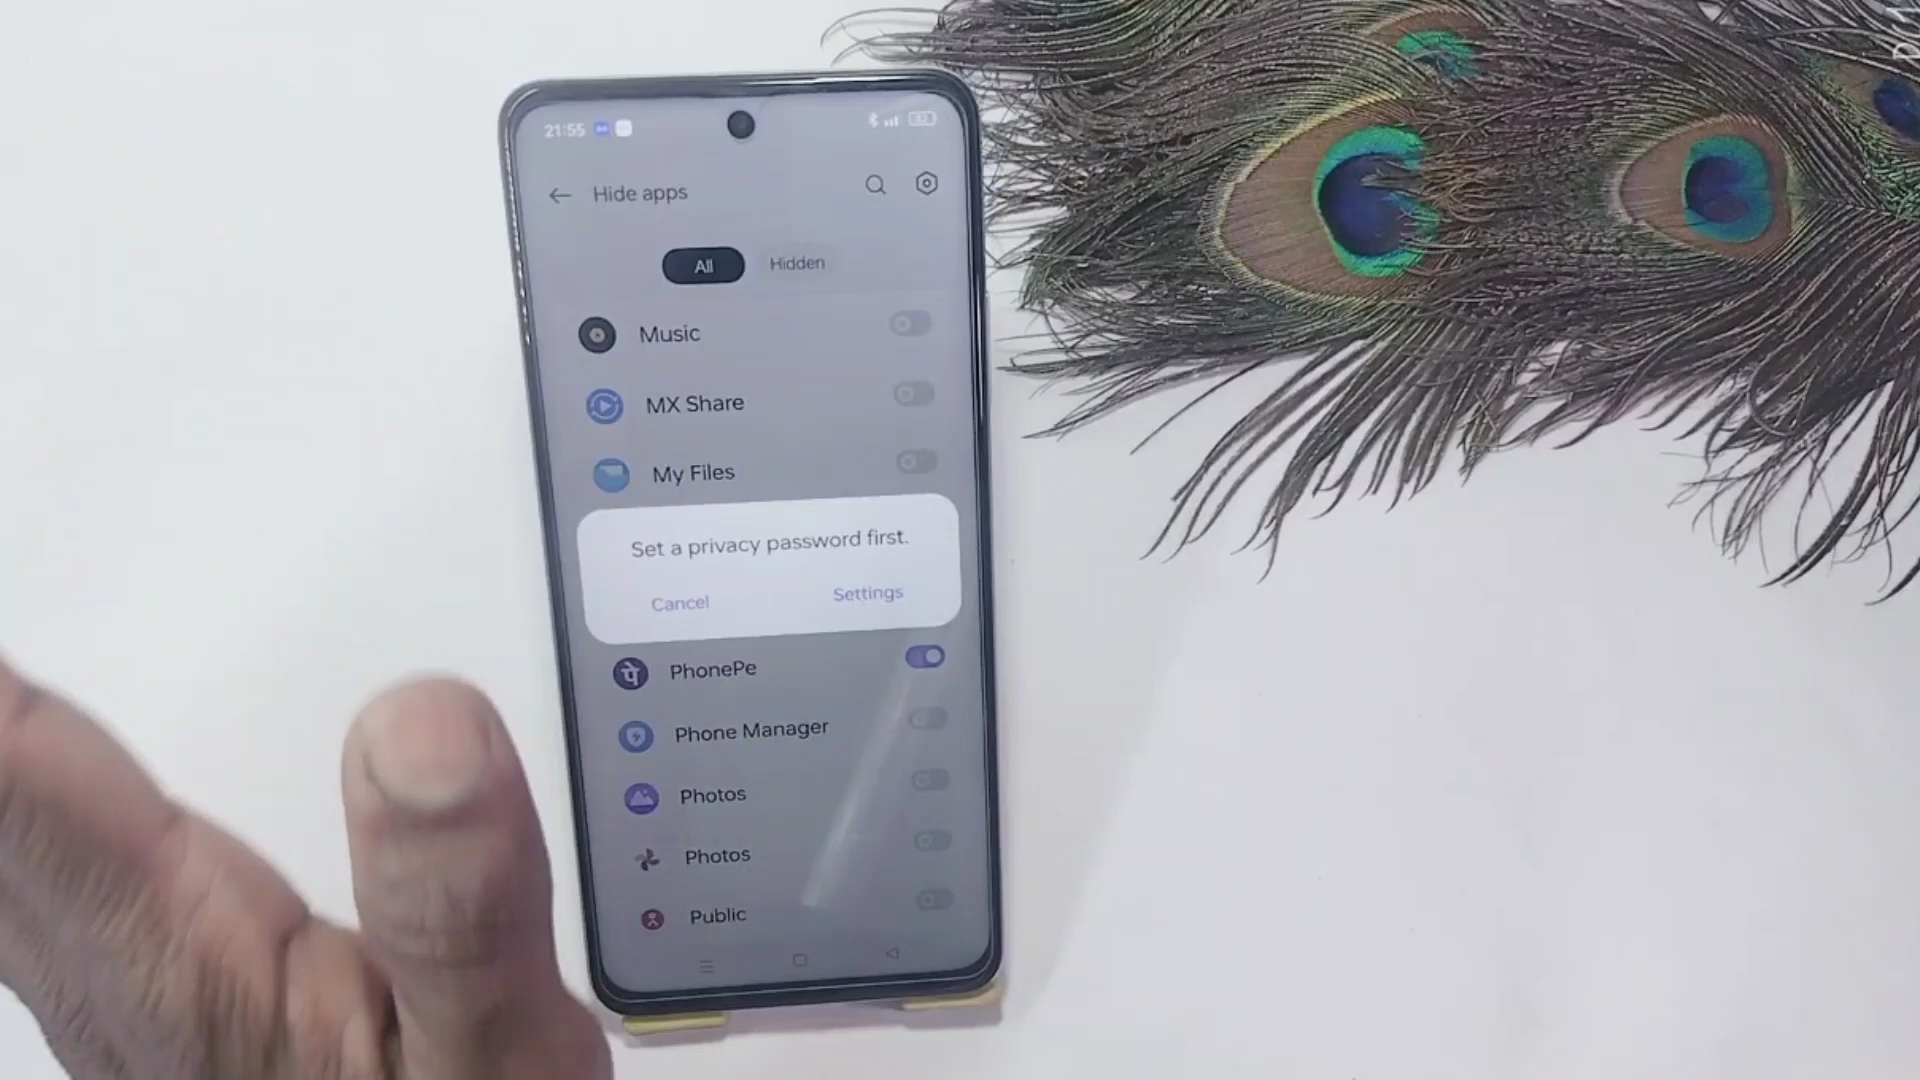 21:55
Hide apps
All
Hidden
Music
MX Share
My Files
Set a privacy password first.
Cancel
Settings
PhonePe
Phone Manager
Photos
Photos
Public